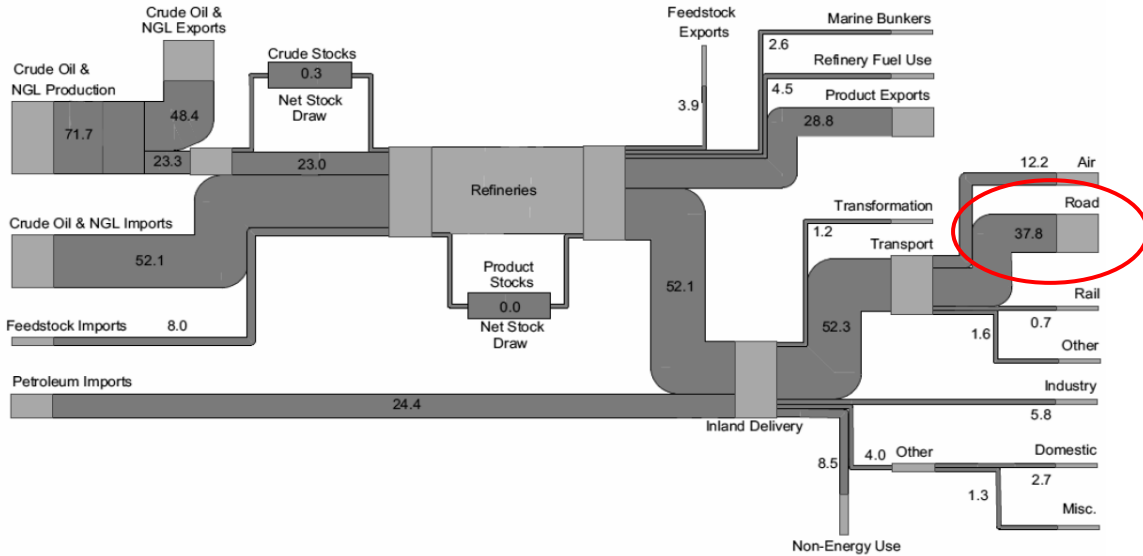 Crude Oil &
NGL Exports
Crude Oil &
NGL Production
71.7
48.4
23.3
Crude Stocks
0.3
Net Stock
Draw
23.0
Feedstock
Exports
3.9
Marine Bunkers
2.6
Refinery Fuel Use
4.5
Product Exports
28.8
Refineries
Crude Oil & NGL Imports
52.1
Product
Stocks
0.0
Net Stock
Draw
Feedstock Imports
8.0
Petroleum Imports
24.4
52.1
Inland Delivery
Transformation
1.2
Transport
52.3
12.2
Air
Road
37.8
Rail
0.7
1.6
Other
Industry
5.8
8.5
4.0
Other
Domestic
2.7
1.3
Misc.
Non-Energy Use